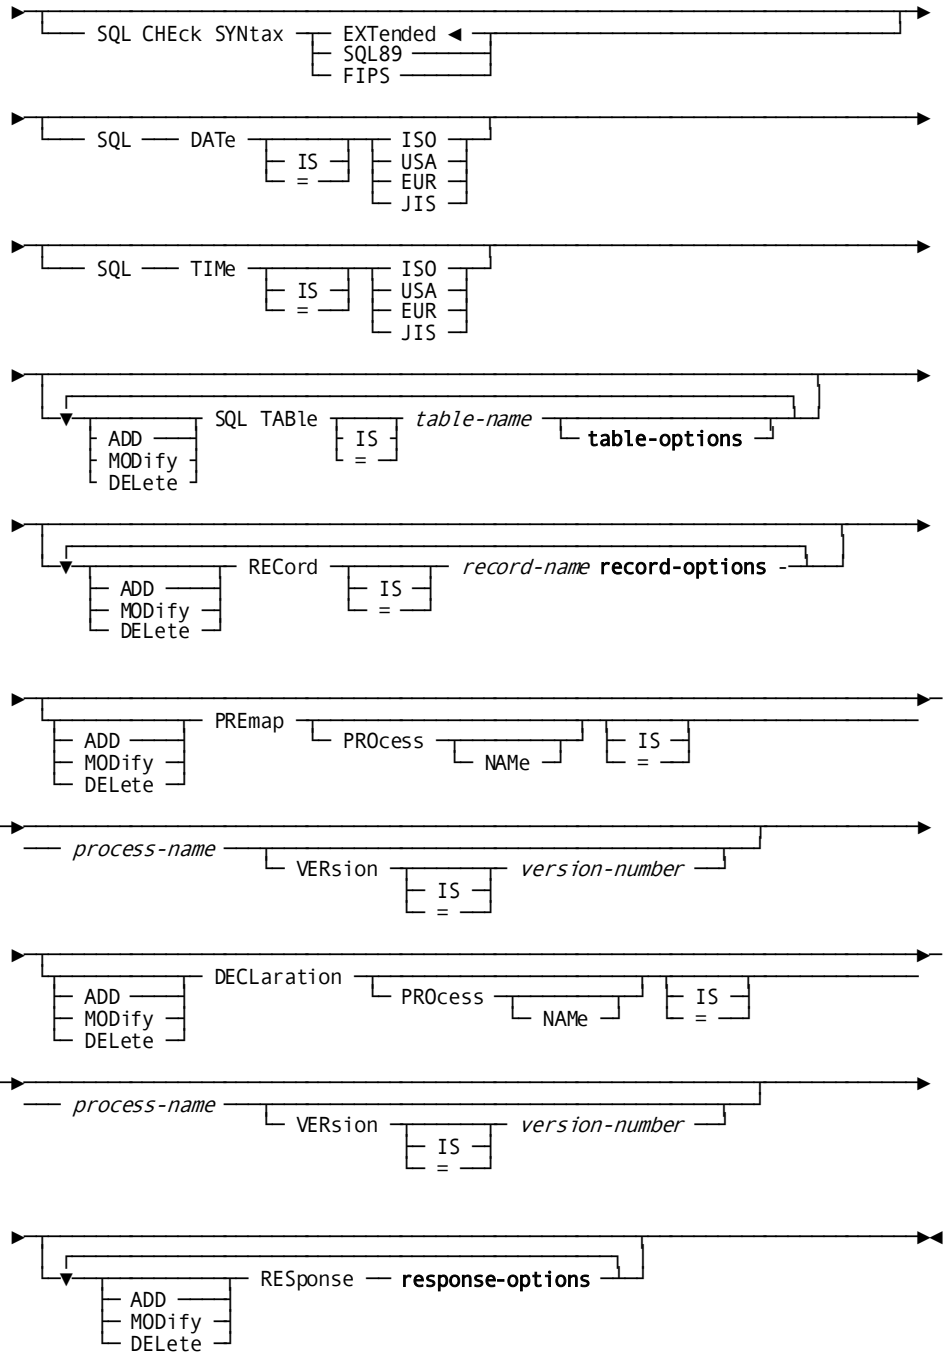 SQL CHEck SYNtax EXTended ◄
SQL89
FIPS
SQL DATe ISO
IS USA
= EUR
JIS
SQL TIMe ISO
IS USA
= EUR
JIS
SQL TABle table-name
ADD IS table-options
MODify =
DELete
RECord record-name record-options
ADD IS
MODify =
DELete
PREmap
ADD PROcess IS
MODify NAMe =
DELete
process-name
VERsion version-number
IS
=
DECLaration
ADD PROcess IS
MODify NAMe =
DELete
process-name
VERsion version-number
IS
=
RESponse response-options
ADD
MODify
DELete